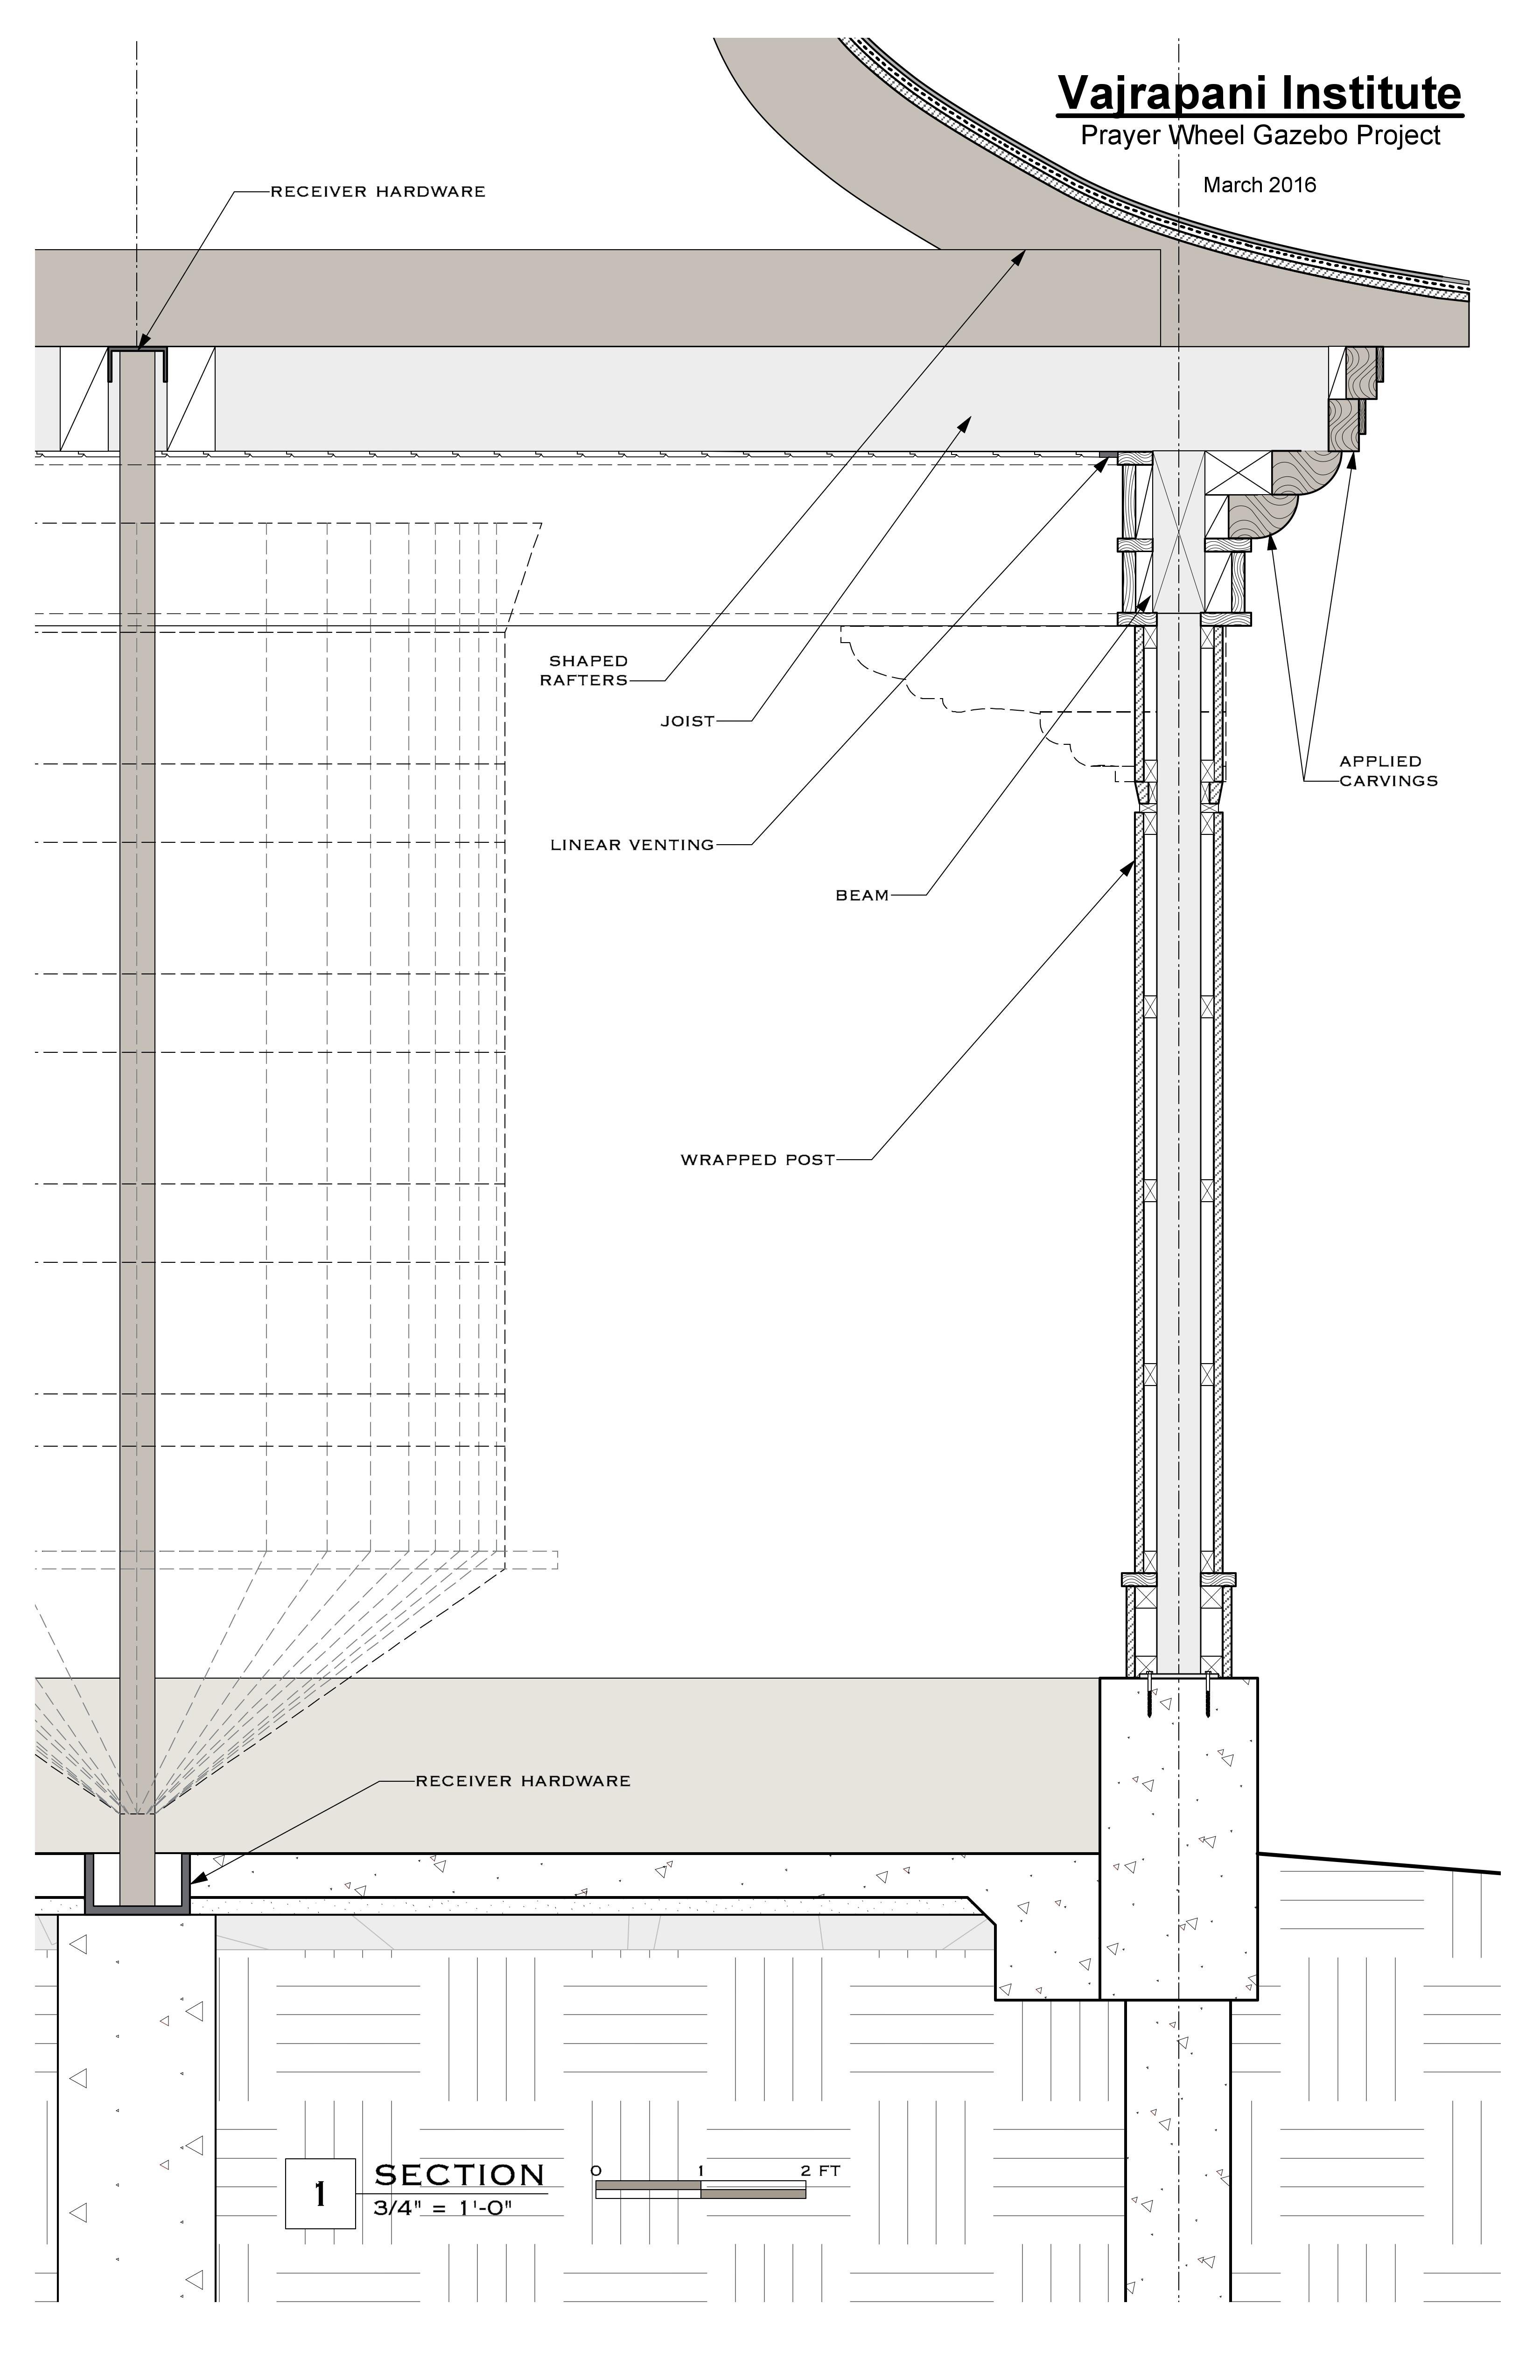 Vajrapani Institute
Prayer Wheel Gazebo Project
March 2016
RECEIVER HARDWARE
SHAPED
RAFTERS
JOIST
APPLIED
CARVINGS
LINEAR VENTING
BEAM
WRAPPED POST
RECEIVER HARDWARE
1
SECTION
3/4" = 1'-0"
0 1 2 FT